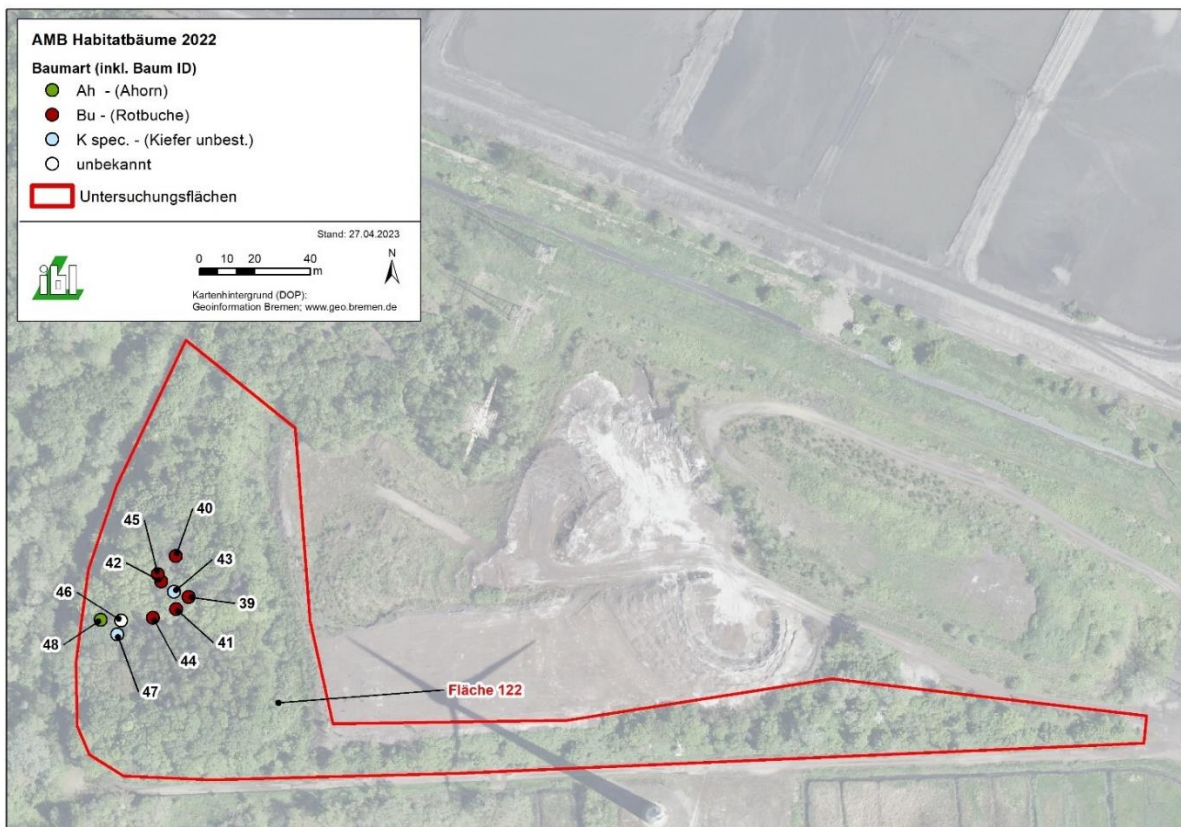 AMB Habitatbäume 2022
Baumart (inkl. Baum ID)
Ah - (Ahorn)
Bu - (Rotbuche)
K spec. - (Kiefer unbest.)
unbekannt
Untersuchungsflächen
Stand: 27.04.2023
ibl
0 10 20 40
m
N
Kartenhintergrund (DOP):
Geoinformation Bremen; www.geo.bremen.de
45
40
42
43
46
39
48
41
44
47
Fläche 122